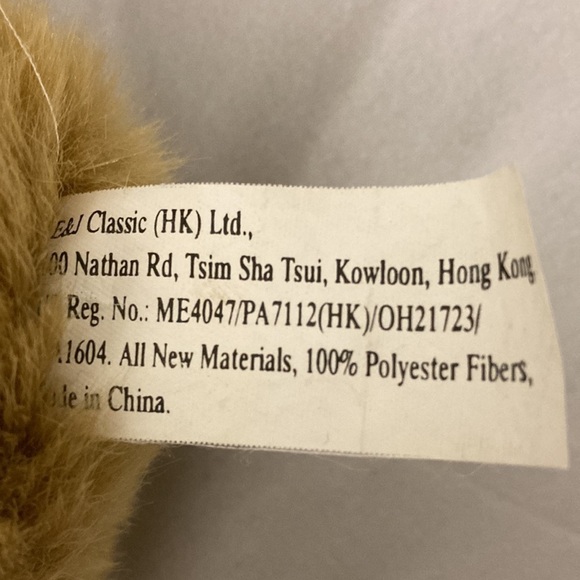 E&J Classic (HK) Ltd.,
00 Nathan Rd, Tsim Sha Tsui, Kowloon, Hong Kong.
Reg. No.: ME4047/PA7112(HK)/OH21723/
.1604. All New Materials, 100% Polyester Fibers,
de in China.